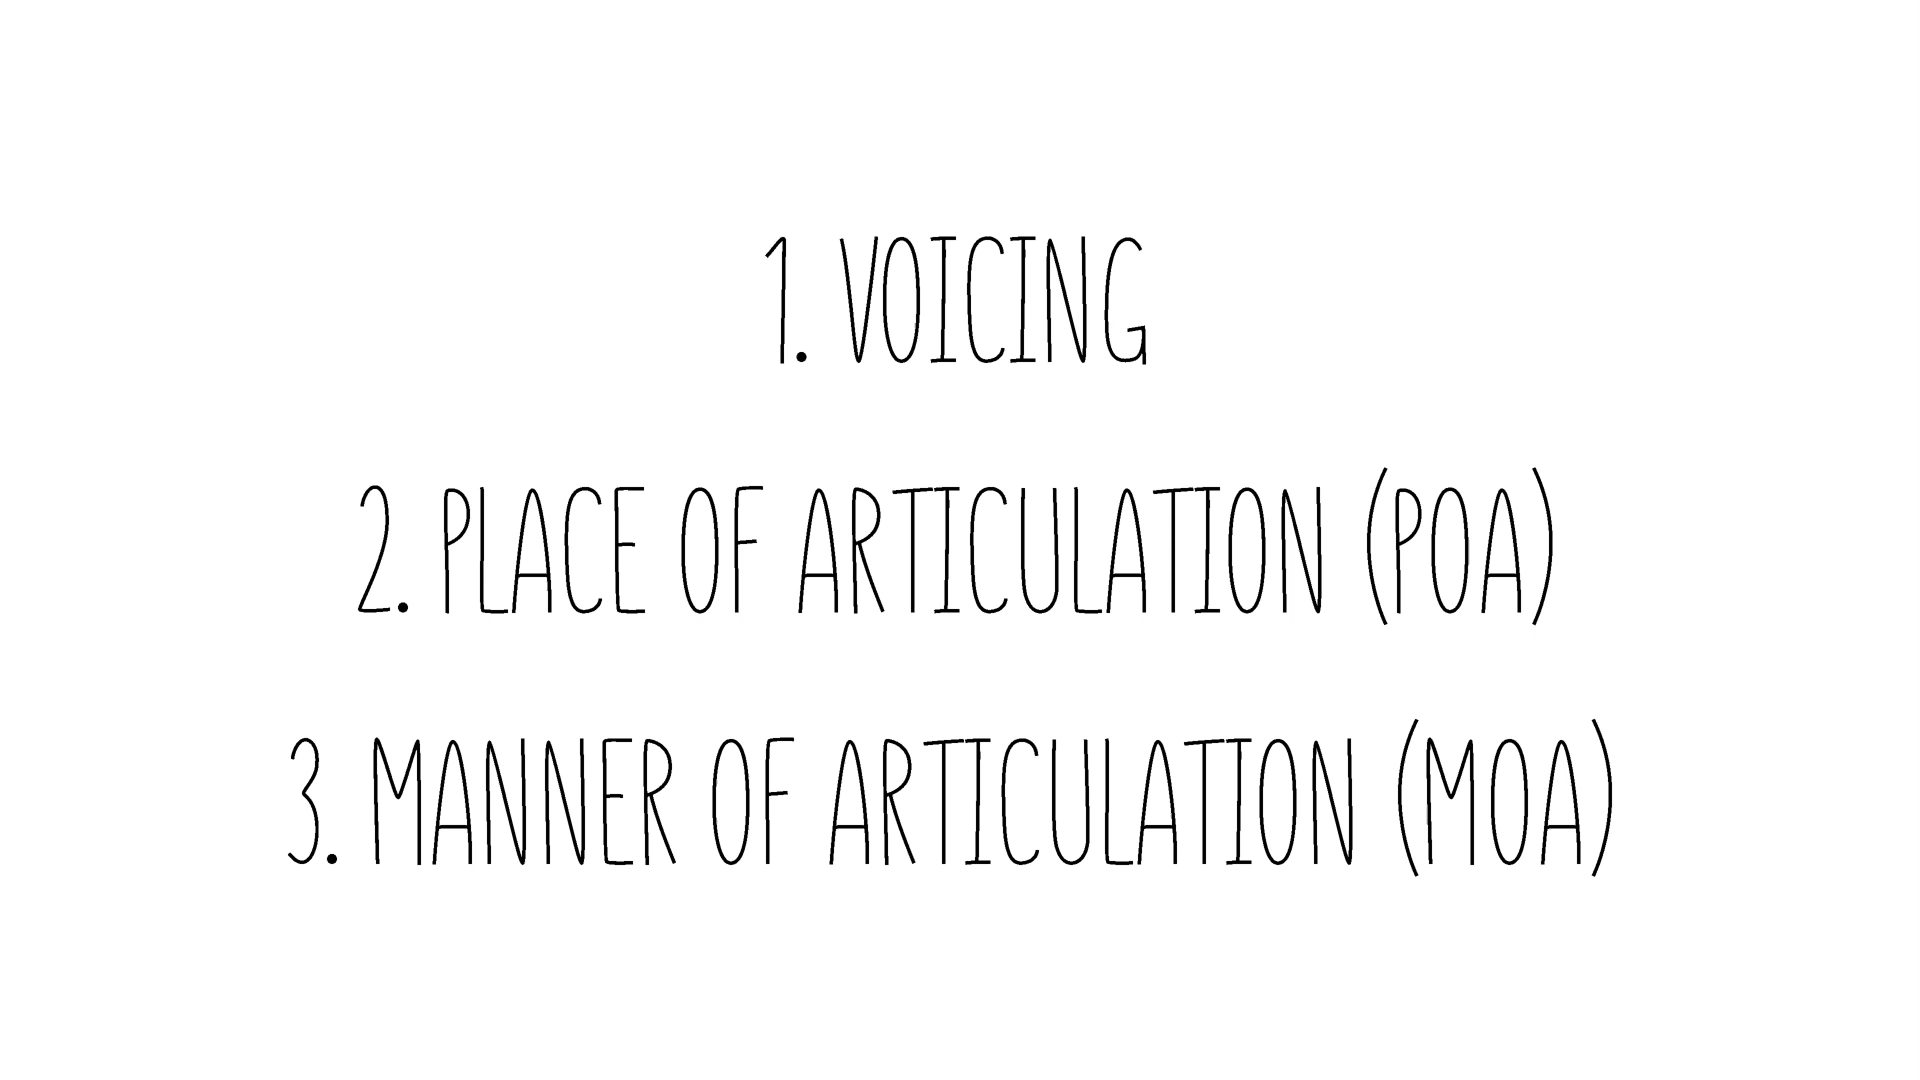 1. VOICING
2. PLACE OF ARTICULATION (POA)
3. MANNER OF ARTICULATION (MOA)